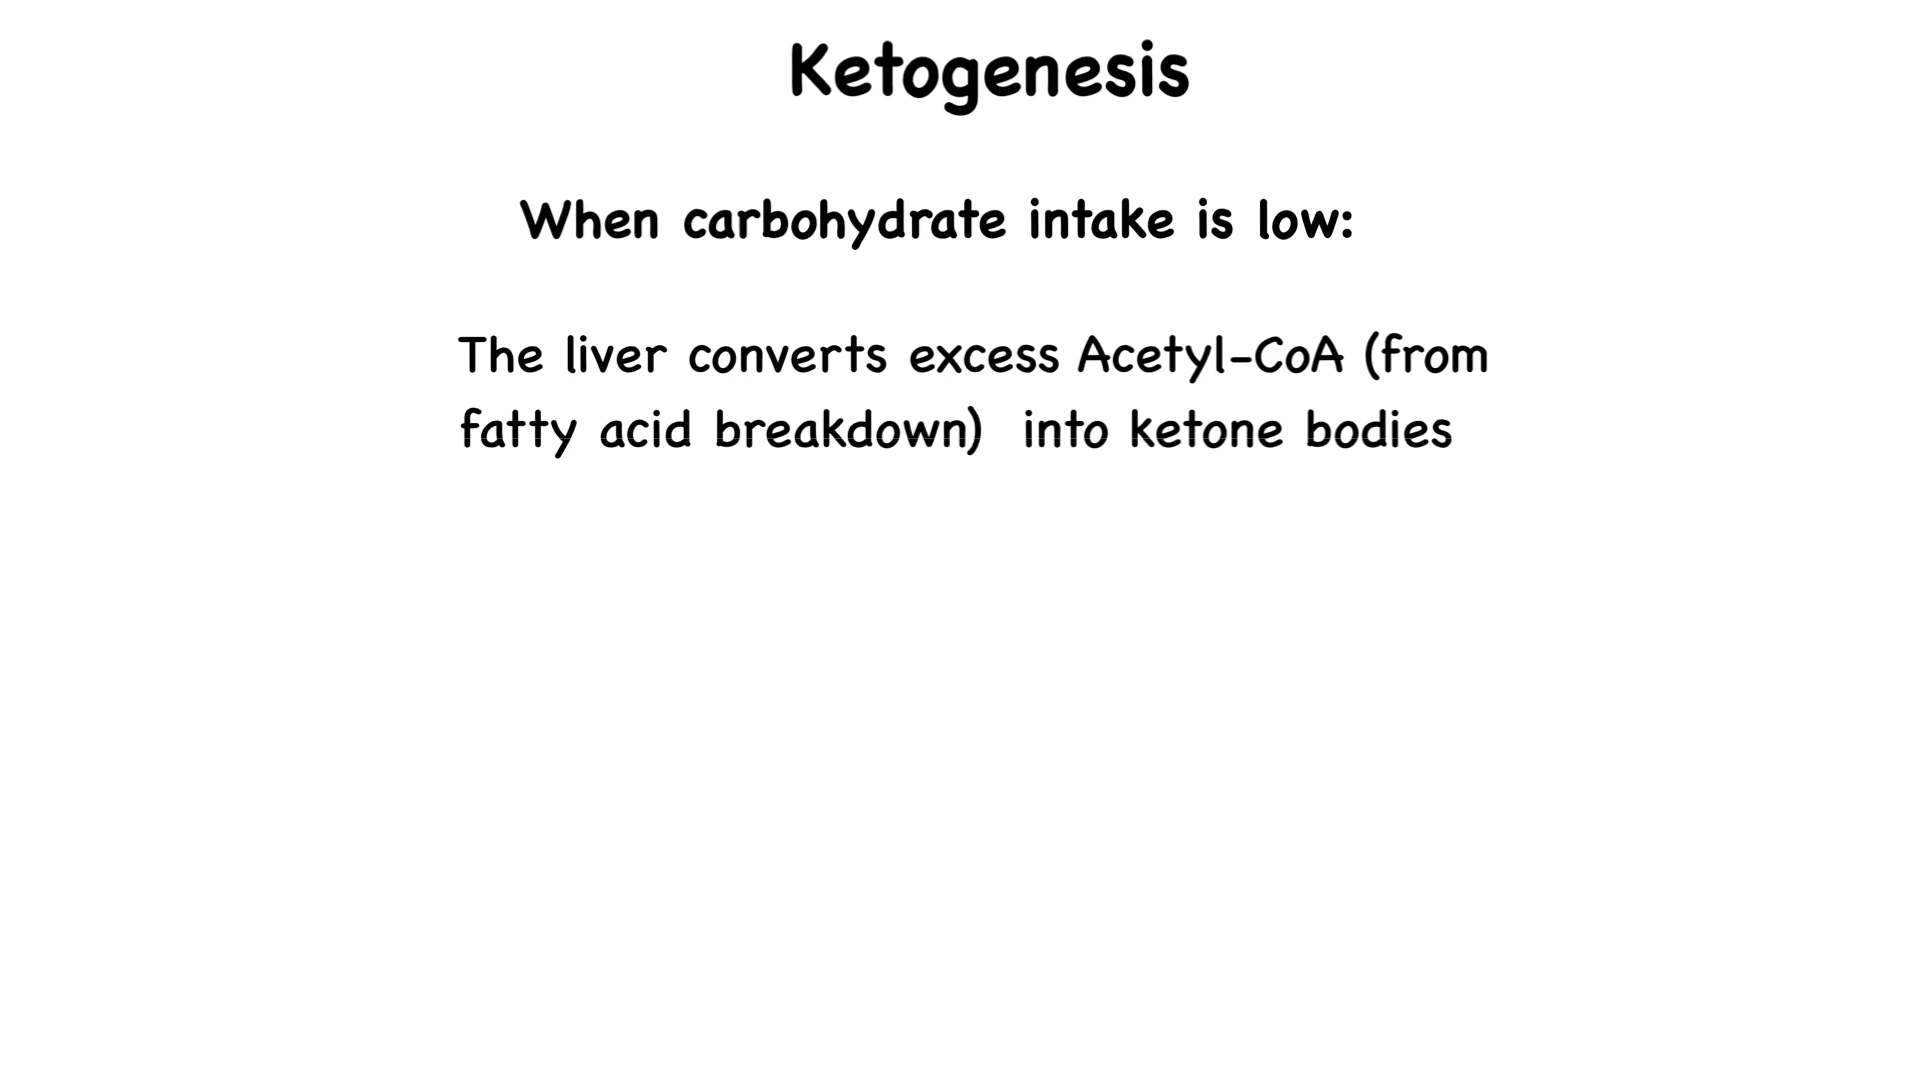 Ketogenesis
When carbohydrate intake is low:
The liver converts excess Acetyl-CoA (from
fatty acid breakdown)  into ketone bodies